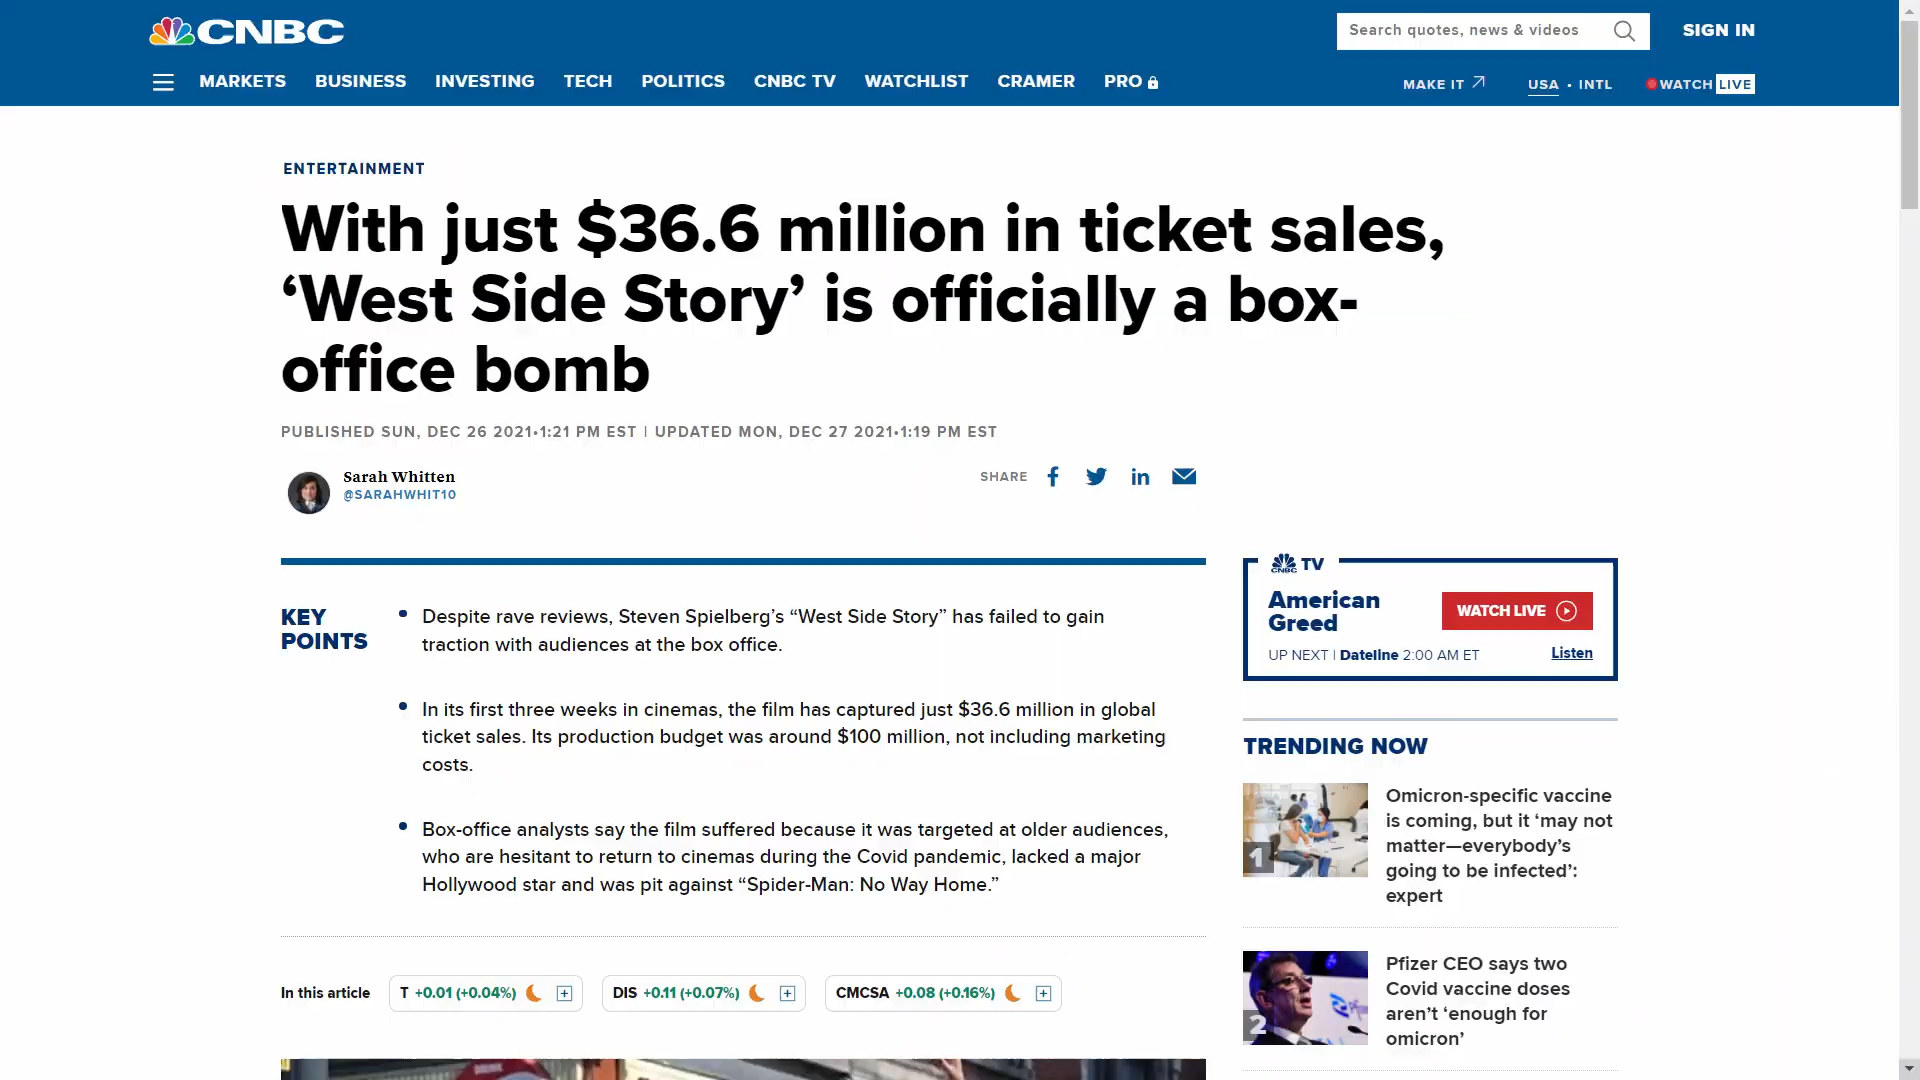 CNBC
Search quotes, news & videos
SIGN IN
MARKETS BUSINESS INVESTING TECH POLITICS CNBC TV WATCHLIST CRAMER PRO
MAKE IT USA • INTL WATCH LIVE
ENTERTAINMENT
With just $36.6 million in ticket sales,
‘West Side Story’ is officially a box-
office bomb
PUBLISHED SUN, DEC 26 2021•1:21 PM EST | UPDATED MON, DEC 27 2021•1:19 PM EST
Sarah Whitten
@SARAHWHIT10
SHARE
KEY
POINTS
Despite rave reviews, Steven Spielberg’s “West Side Story” has failed to gain
traction with audiences at the box office.
In its first three weeks in cinemas, the film has captured just $36.6 million in global
ticket sales. Its production budget was around $100 million, not including marketing
costs.
Box-office analysts say the film suffered because it was targeted at older audiences,
who are hesitant to return to cinemas during the Covid pandemic, lacked a major
Hollywood star and was pit against “Spider-Man: No Way Home.”
In this article T +0.01 (+0.04%) DIS +0.11 (+0.07%) CMCSA +0.08 (+0.16%)
CNBC TV
American
Greed
WATCH LIVE
UP NEXT | Dateline 2:00 AM ET
Listen
TRENDING NOW
1
Omicron-specific vaccine
is coming, but it ‘may not
matter—everybody’s
going to be infected’:
expert
2
Pfizer CEO says two
Covid vaccine doses
aren’t ‘enough for
omicron’